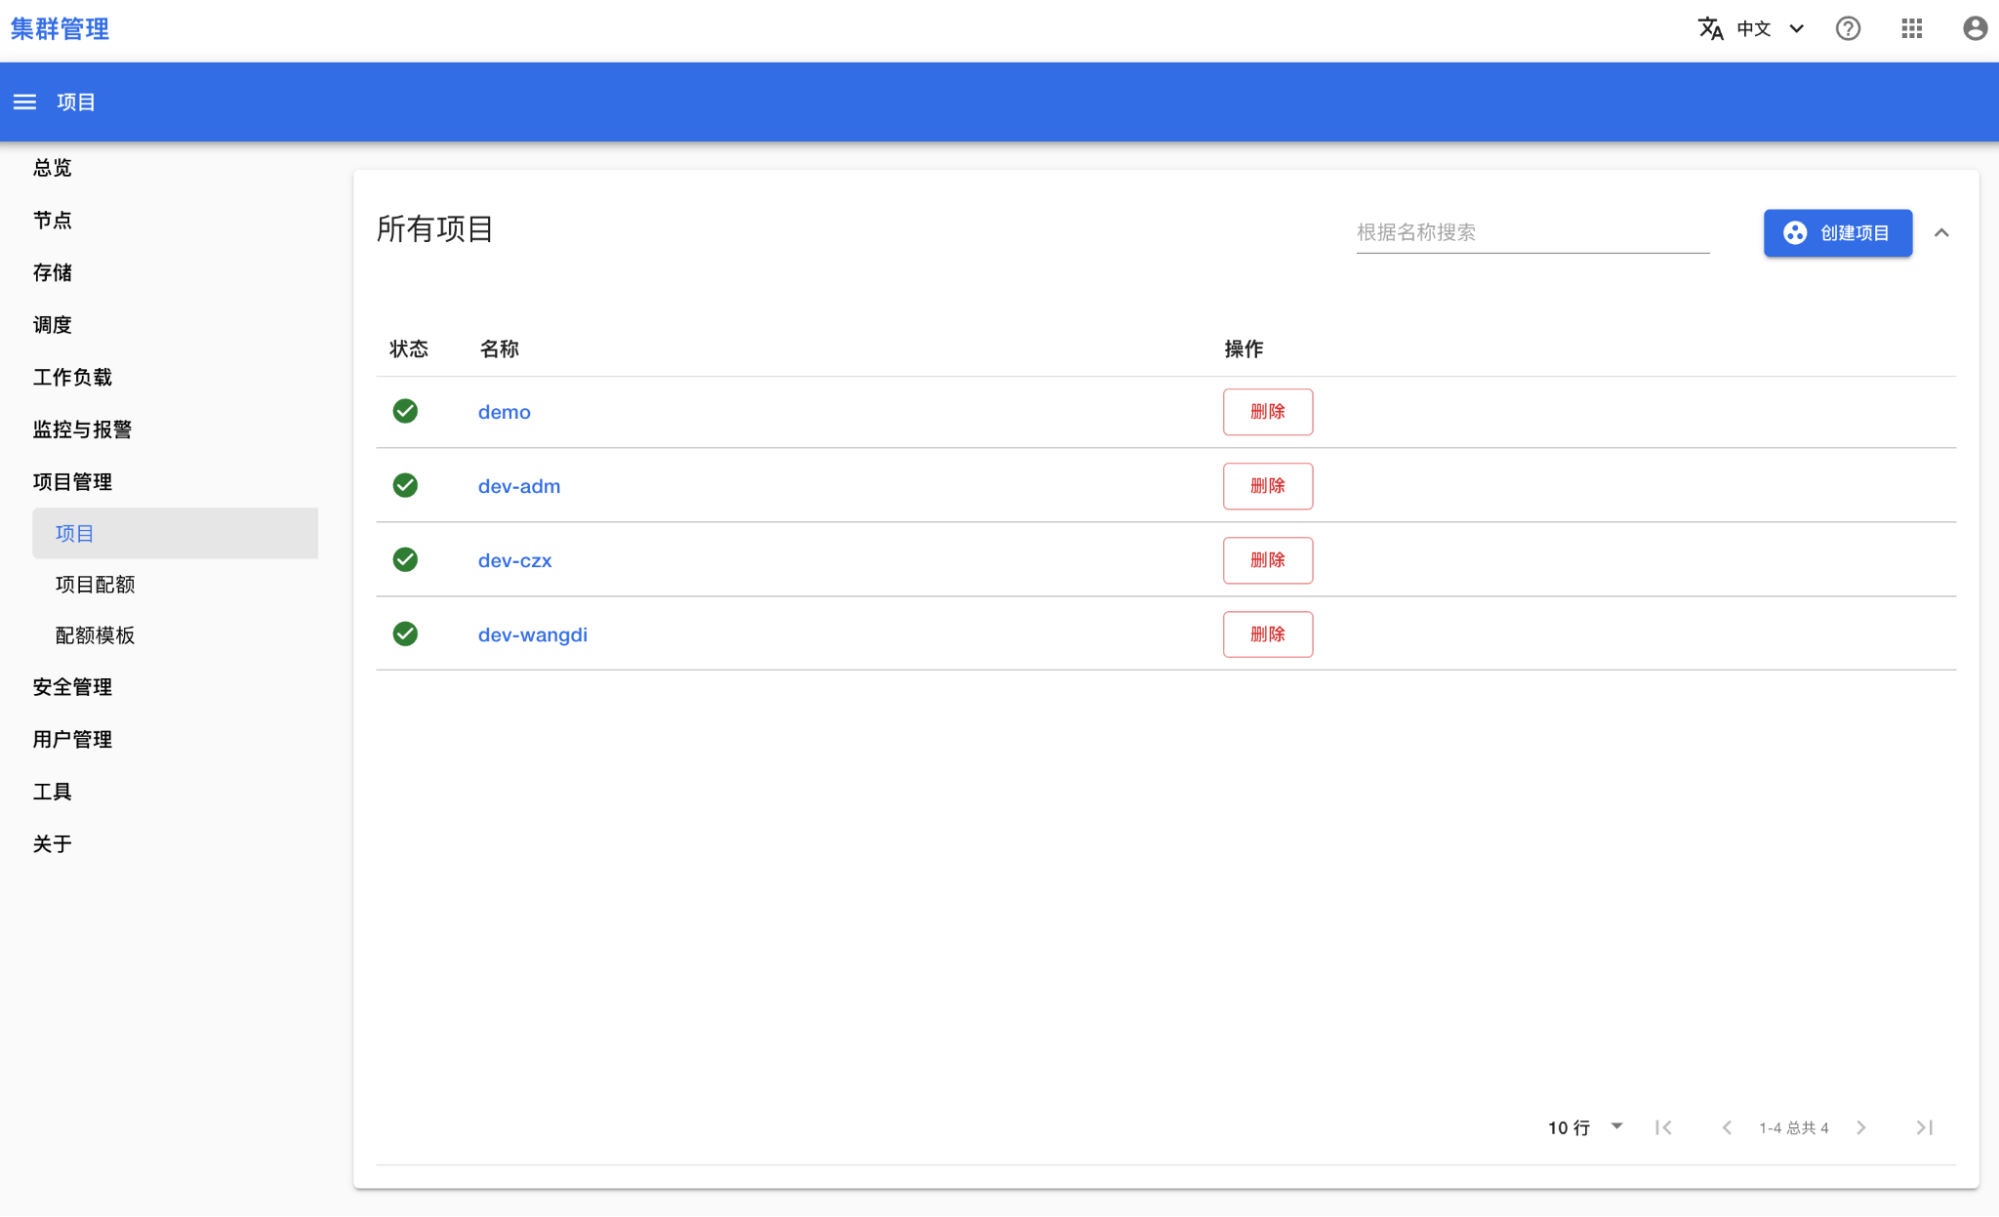 集群管理
中文
项目
总览
节点
存储
调度
工作负载
监控与报警
项目管理
项目
项目配额
配额模板
安全管理
用户管理
工具
关于
所有项目
根据名称搜索
创建项目
状态 名称 操作
demo 删除
dev-adm 删除
dev-czx 删除
dev-wangdi 删除
10 行 1-4 总共 4